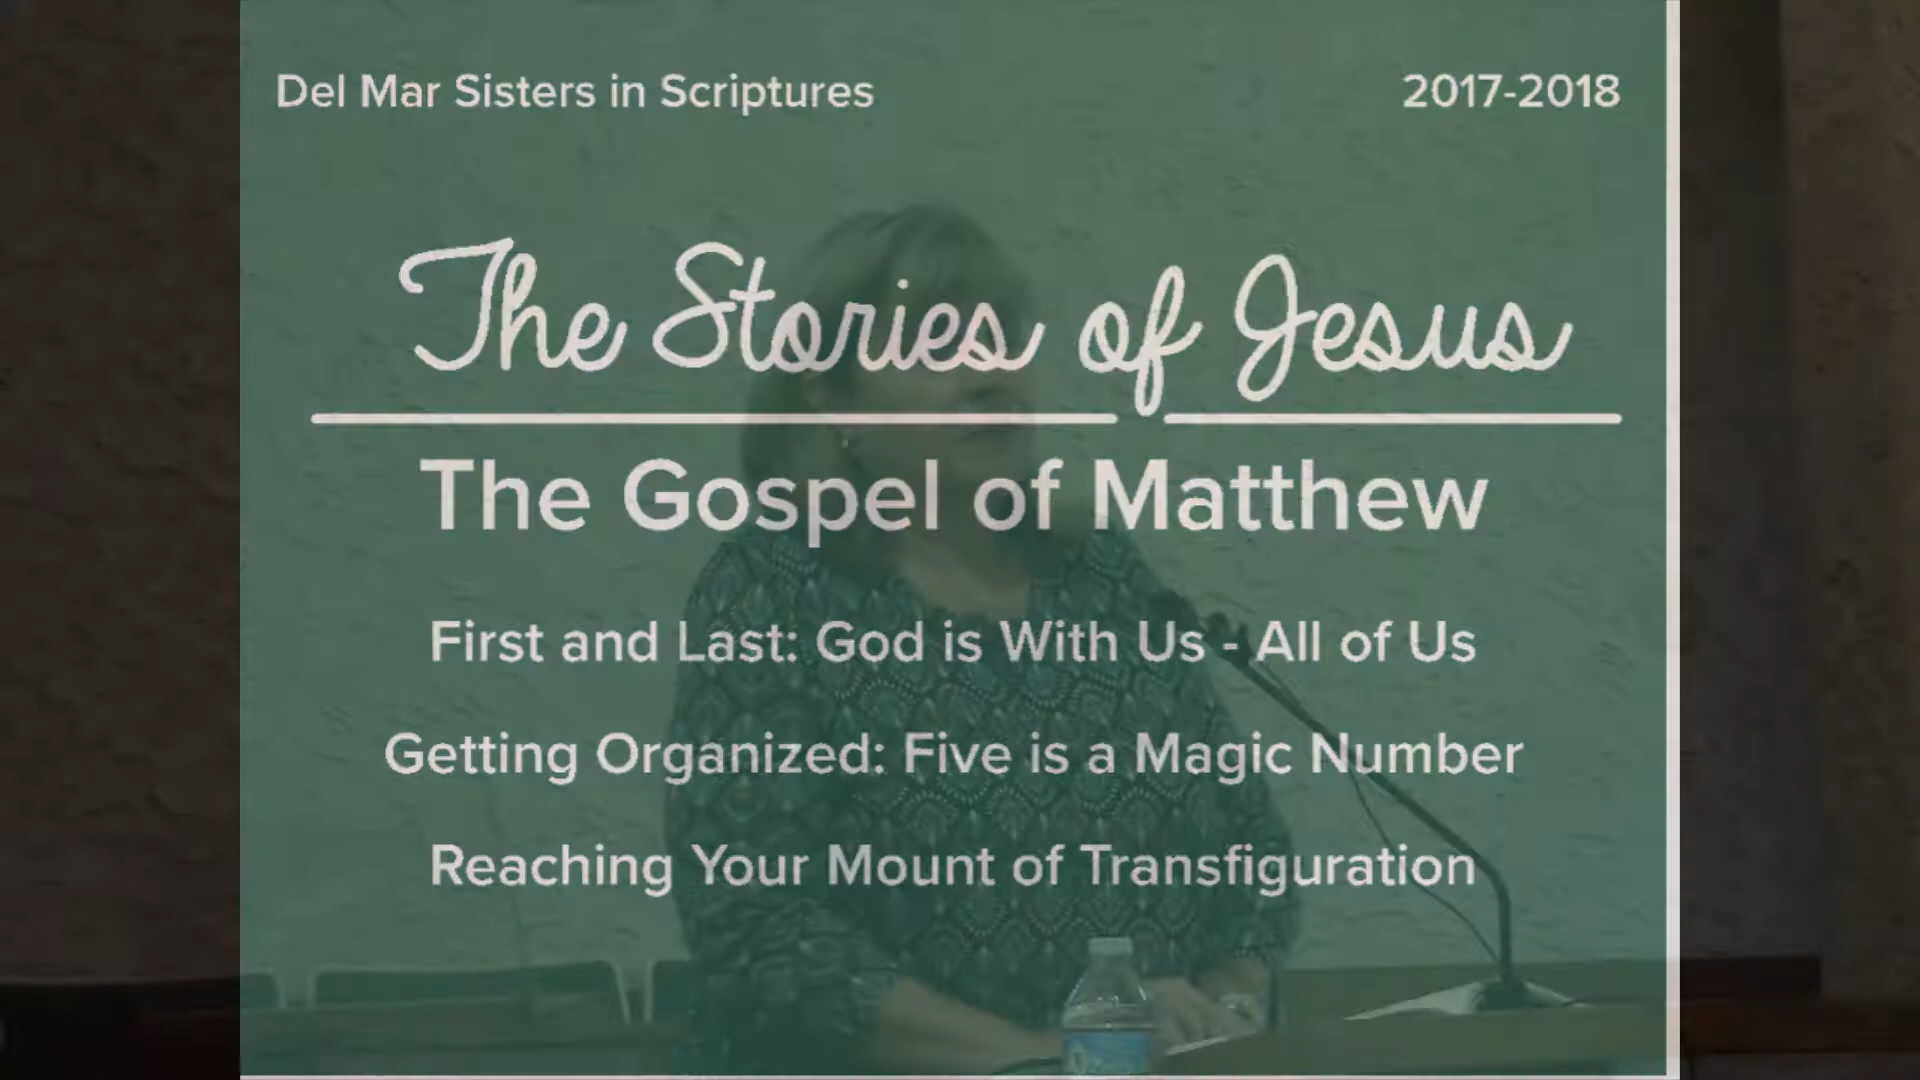 Del Mar Sisters in Scriptures 2017-2018
The Stories of Jesus
The Gospel of Matthew
First and Last: God is With Us - All of Us
Getting Organized: Five is a Magic Number
Reaching Your Mount of Transfiguration